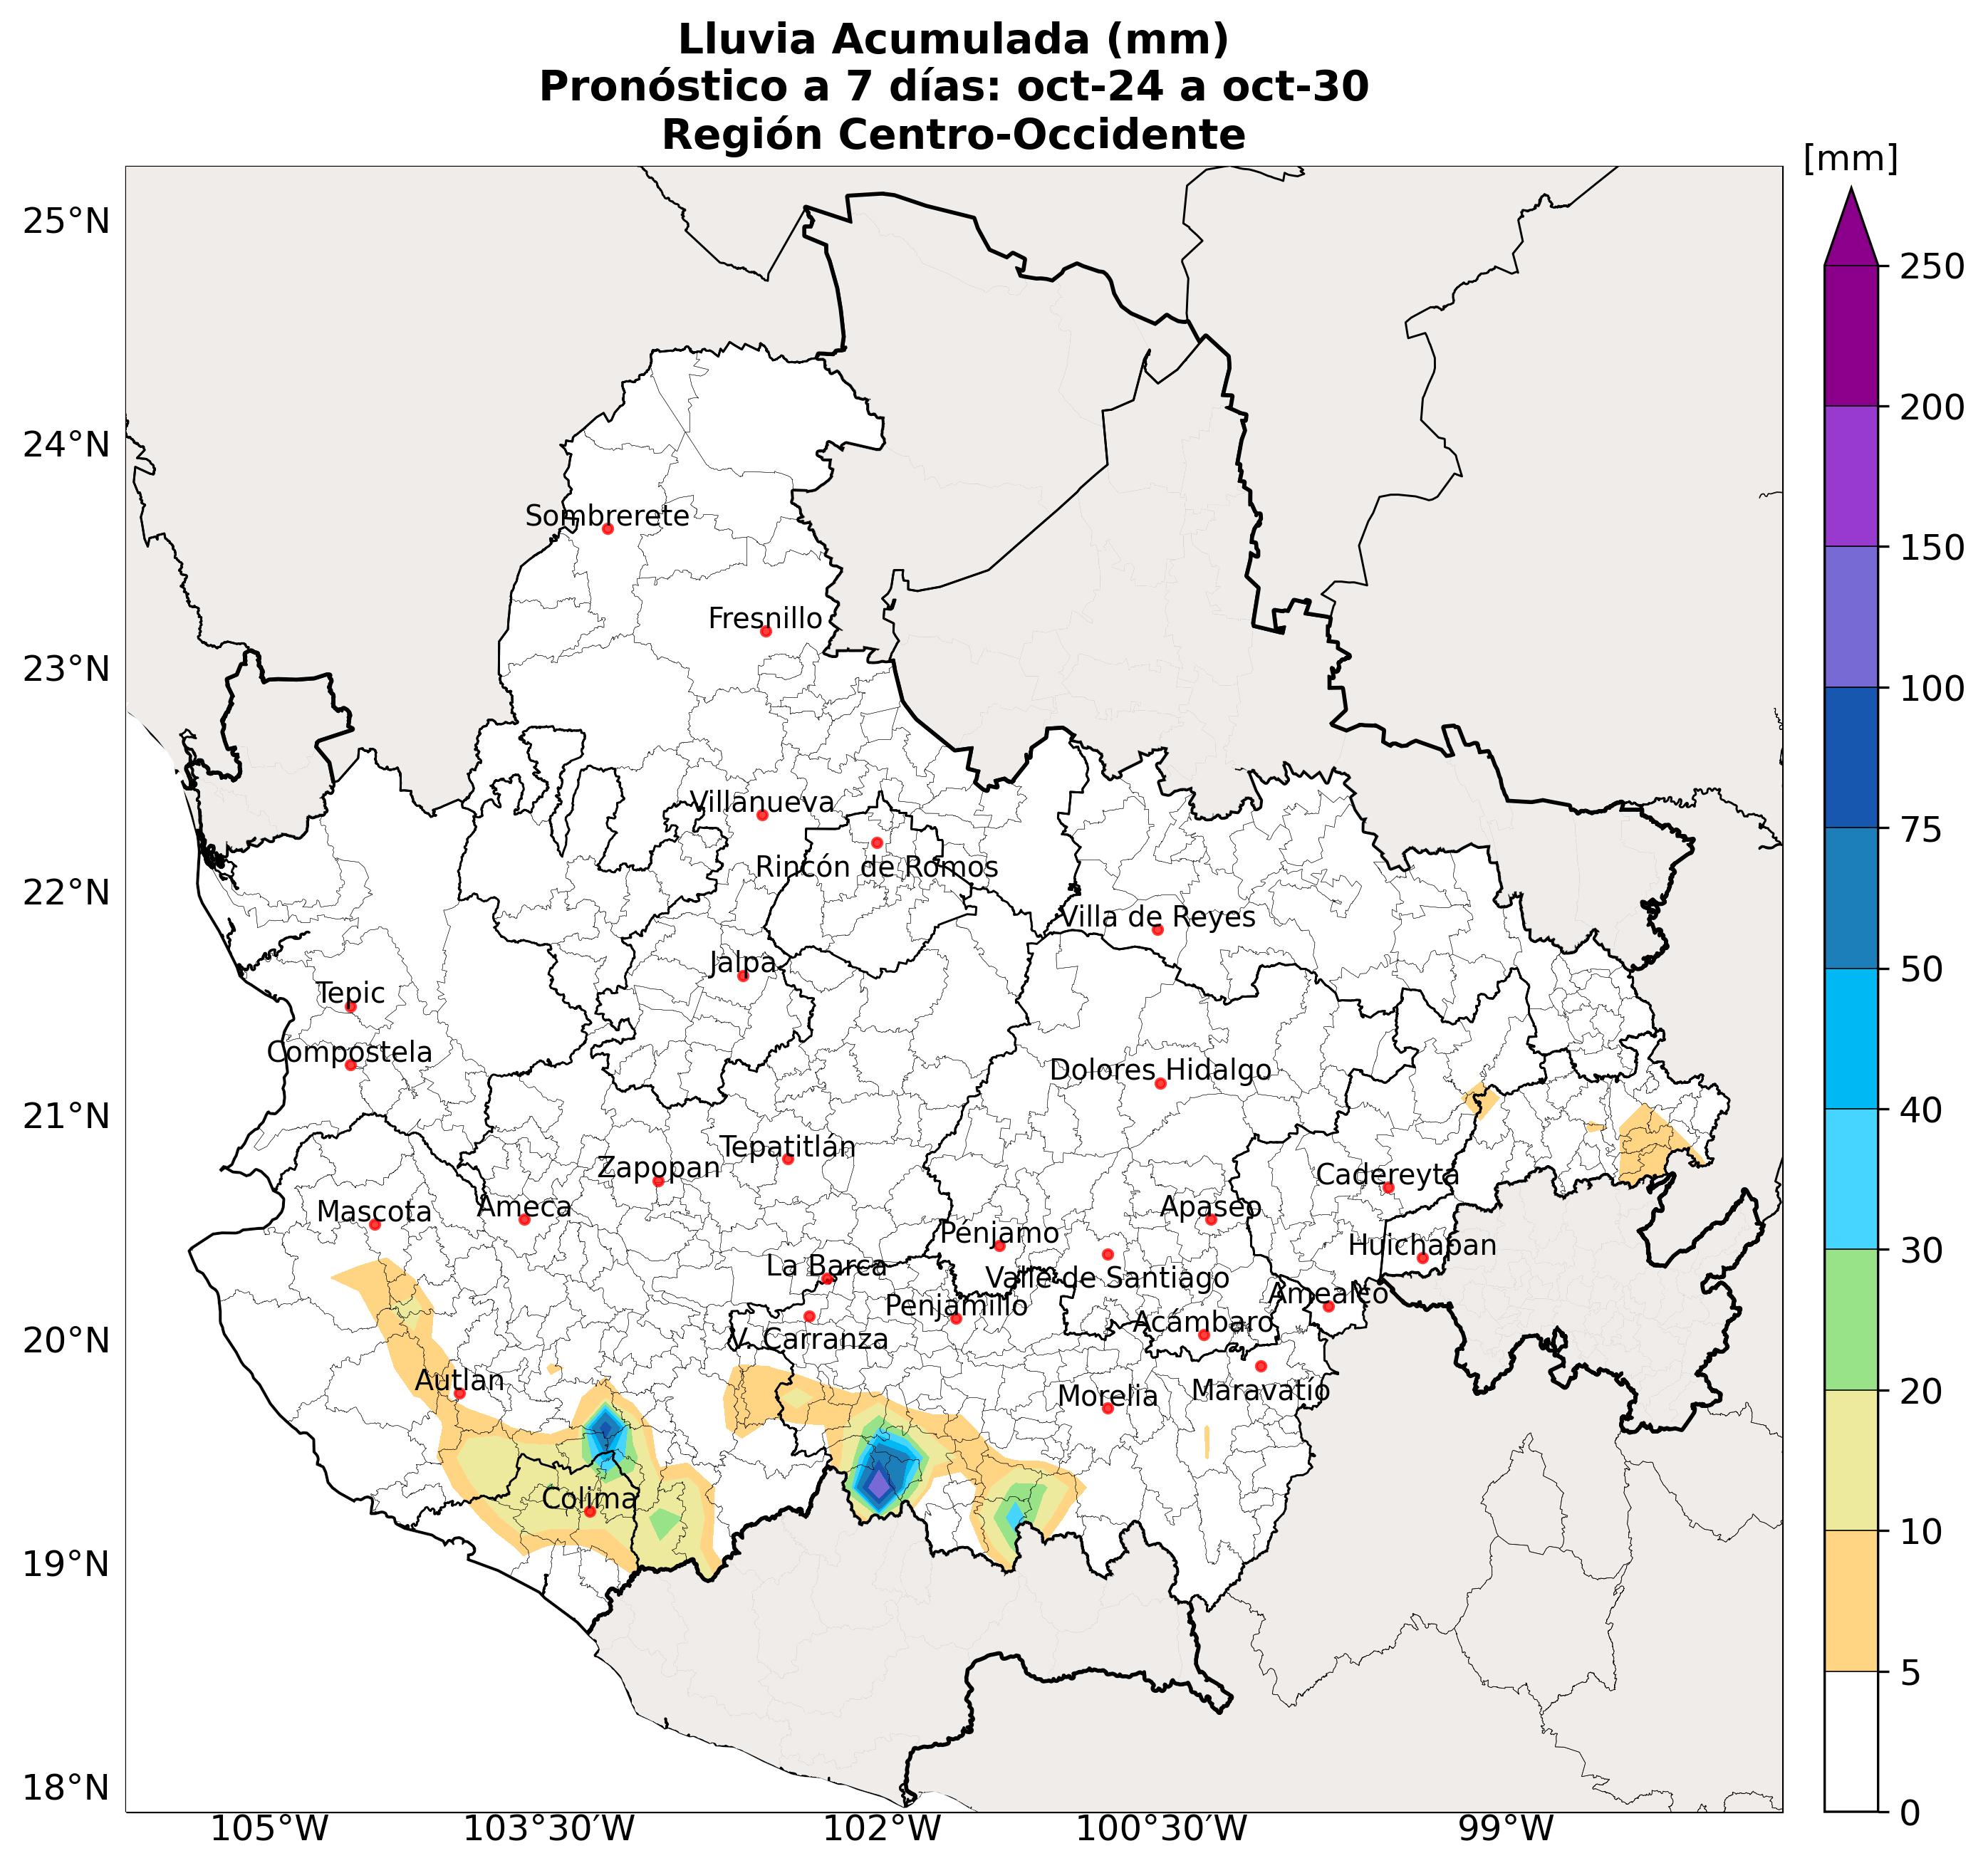 Lluvia Acumulada (mm)
Pronóstico a 7 días: oct-24 a oct-30
Región Centro-Occidente
[mm]
25°N
250
200
24°N
Sombrerete
150
Fresnillo
23°N
100
Villanueva
75
Rincón de Romos
22°N
Villa de Reyes
Jalpa
50
Tepic
Compostela
Dolores Hidalgo
21°N
40
Tepatitlán
Zapopan
Cadereyta
Mascota
Ameca
Apaseo
Pénjamo
Huichapan
30
La Barca
Valle de Santiago
Penjamillo
Amealco
20°N
V. Carranza
Acámbaro
Autlan
Morelia
Maravatío
20
Colima
10
19°N
5
18°N
0
105°W
103°30'W
102°W
100°30'W
99°W